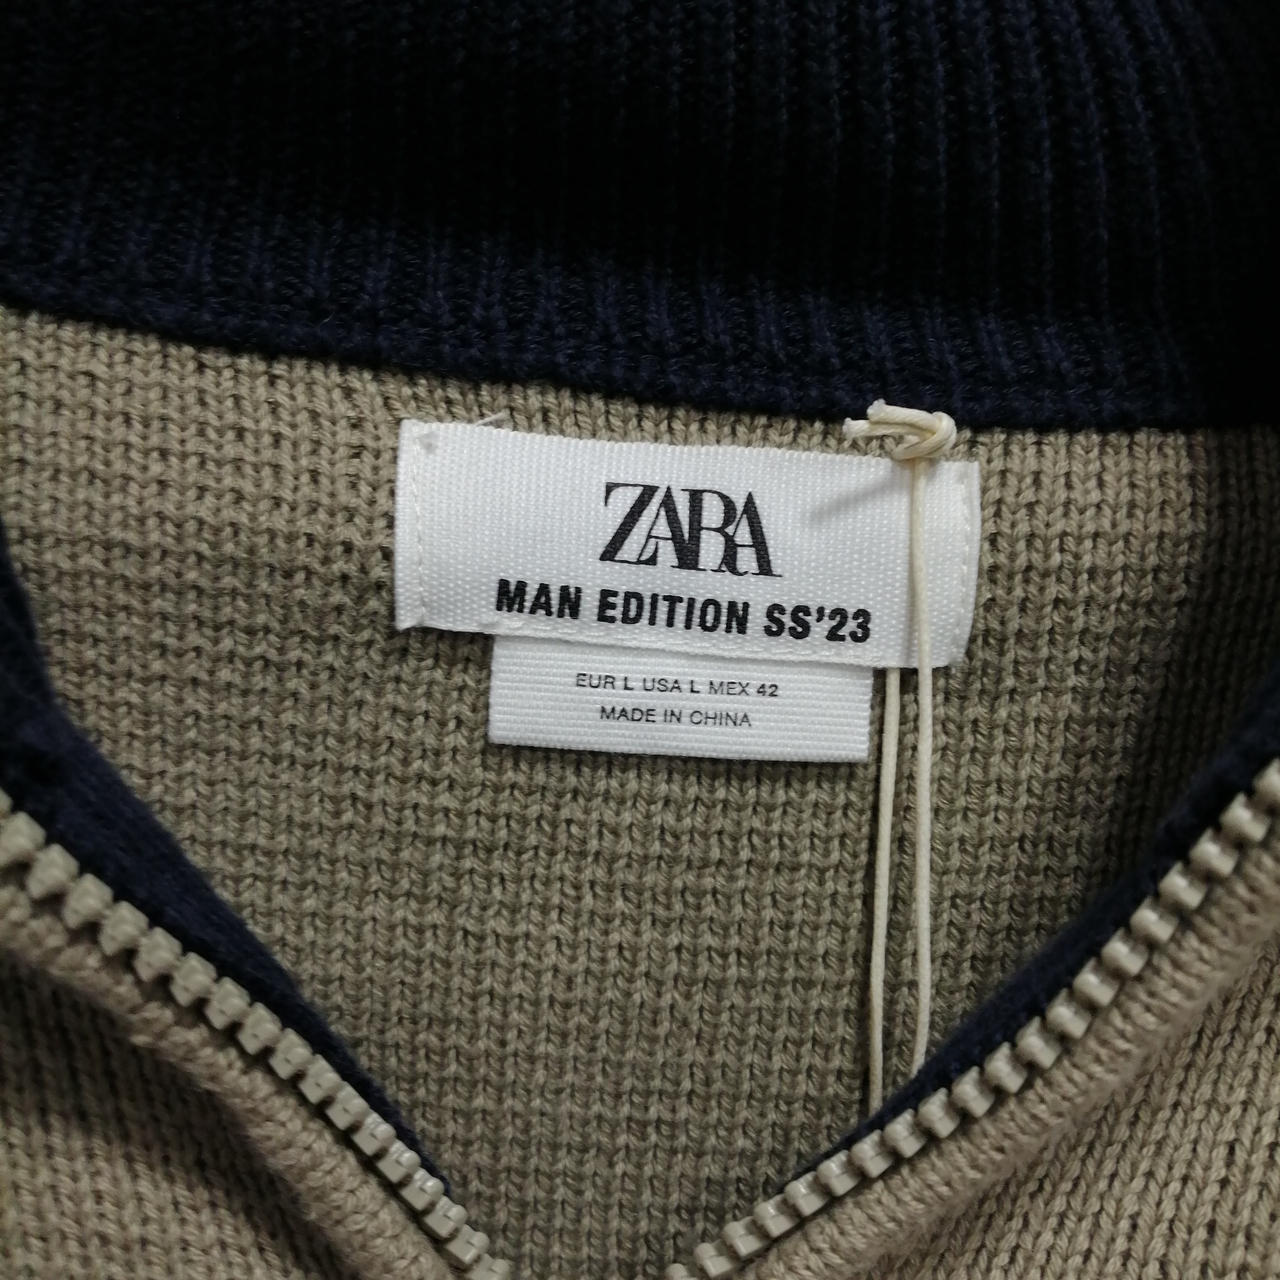 ZARA
MAN EDITION SS'23
EUR L USA L MEX 42
MADE IN CHINA